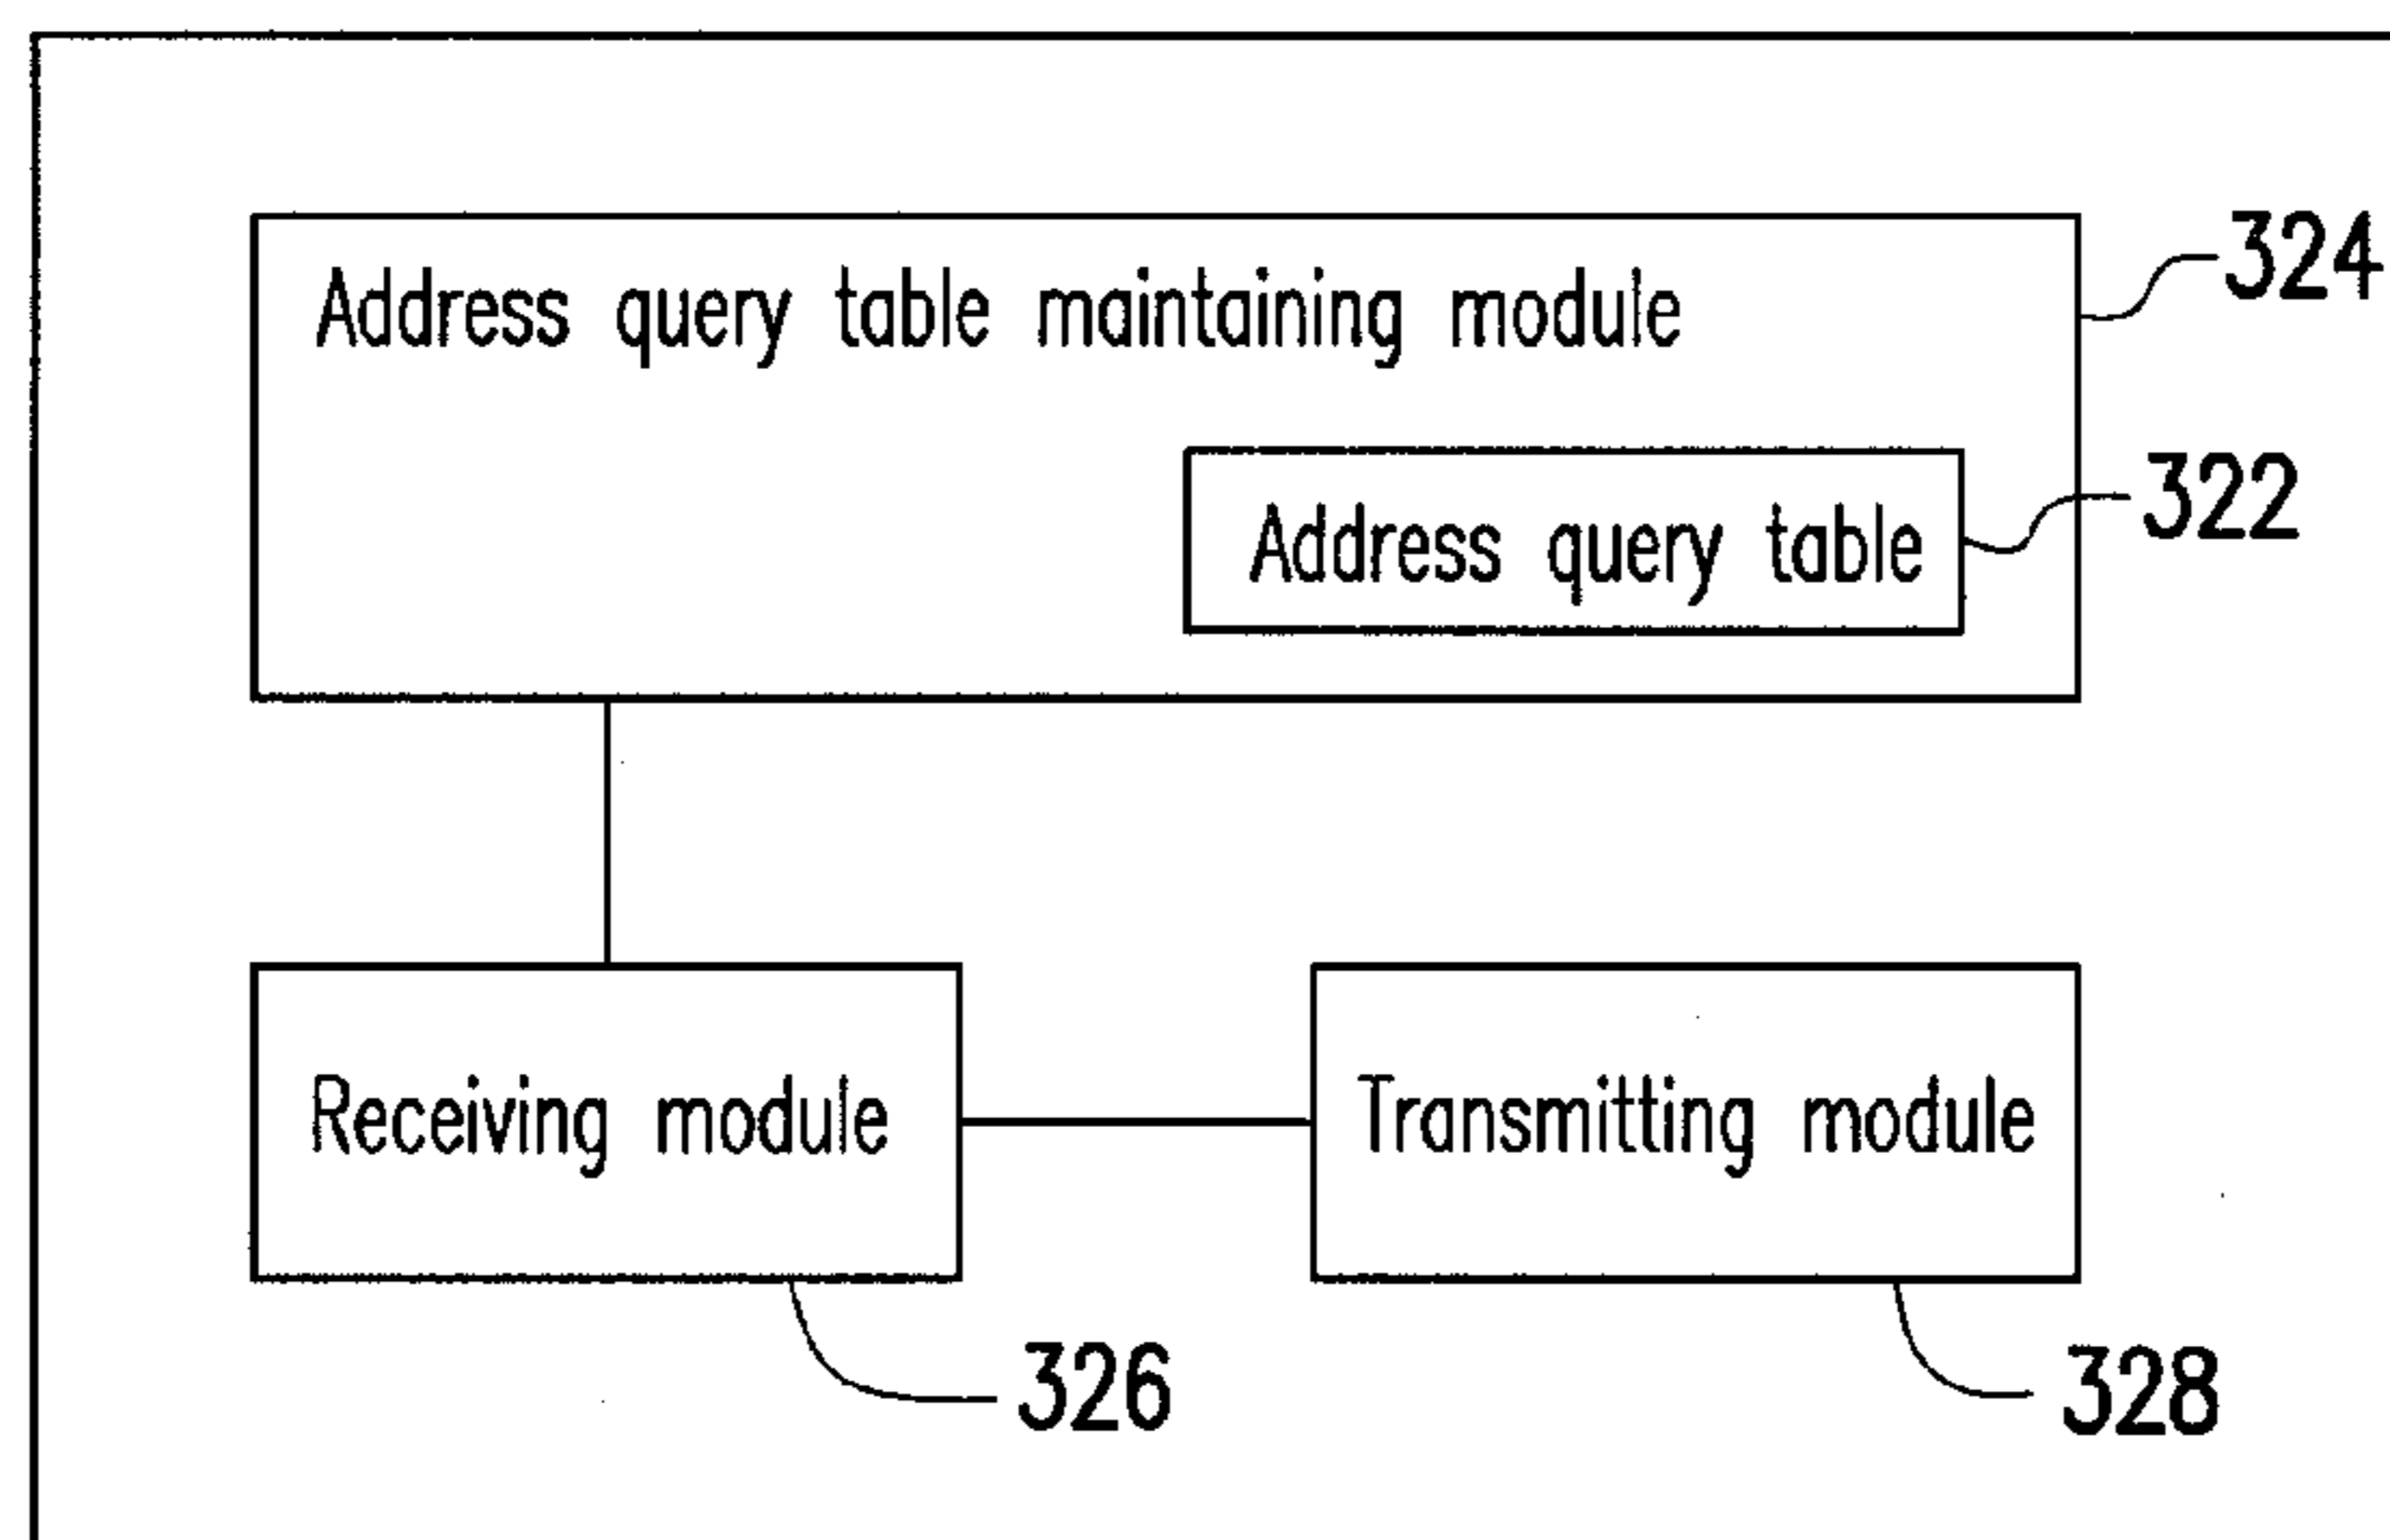 Address query table maintaining module
324
Address query table
322
Receiving module
Transmitting module
326
328